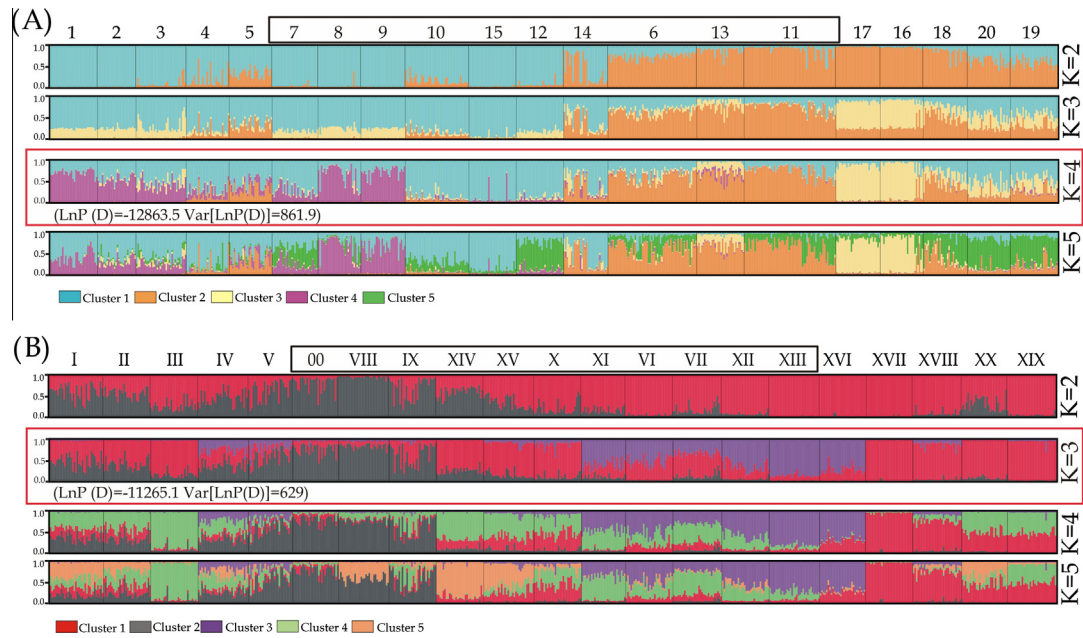 (A)
1 2 3 4 5 7 8 9 10 15 12 14 6 13 11 17 16 18 20 19
1.0 0.5 0.0 K=2
1.0 0.5 0.0 K=3
1.0 0.5 0.0 K=4
(LnP (D)=-12863.5 Var[LnP(D)]=861.9)
1.0 0.5 0.0 K=5
Cluster 1 Cluster 2 Cluster 3 Cluster 4 Cluster 5
(B)
I II III IV V 00 VIII IX XIV XV X XI VI VII XII XIII XVI XVII XVIII XX XIX
1.0 0.5 0.0 K=2
1.0 0.5 0.0 K=3
(LnP (D)=-11265.1 Var[LnP(D)]=629)
1.0 0.5 0.0 K=4
1.0 0.5 0.0 K=5
Cluster 1 Cluster 2 Cluster 3 Cluster 4 Cluster 5